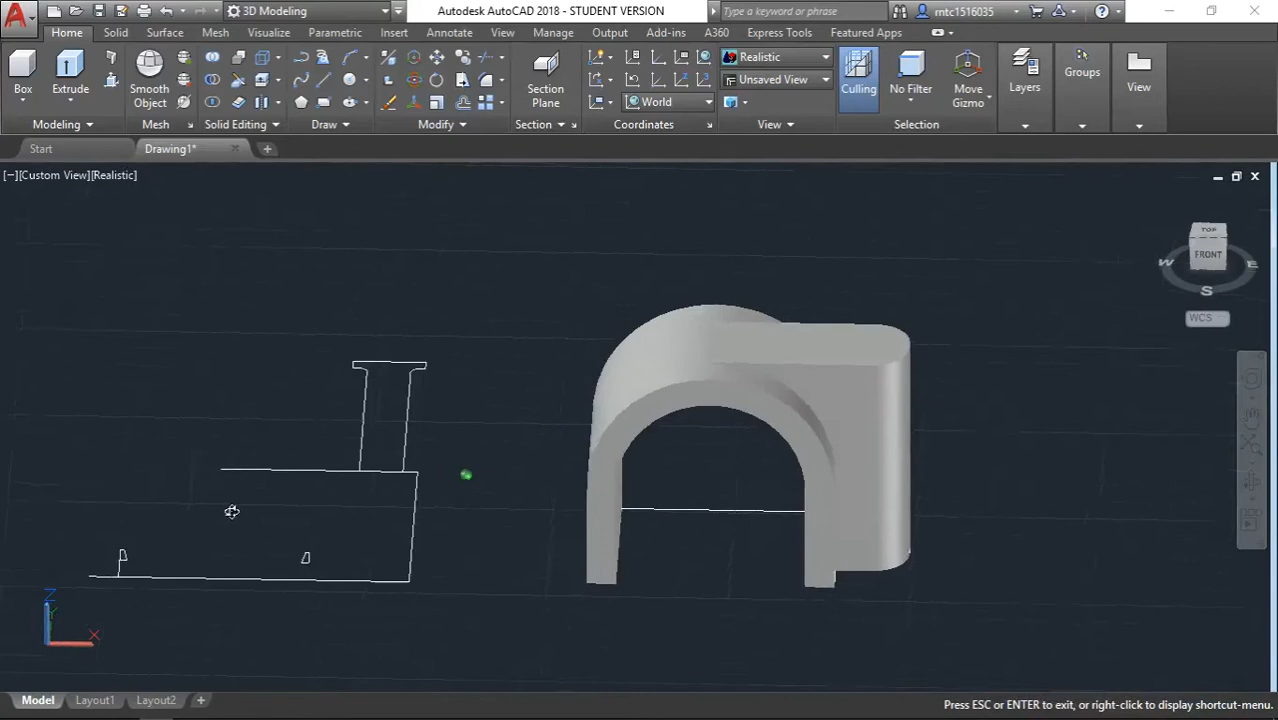 A 3D Modeling Autodesk AutoCAD 2018 - STUDENT VERSION Type a keyword or phrase rmtc1516035
Home Solid Surface Mesh Visualize Parametric Insert Annotate View Manage Output Add-ins A360 Express Tools Featured Apps
Realistic
Unsaved View
World
Box Extrude Smooth Object Section Plane Culling No Filter Move Gizmo Layers Groups View
Modeling Mesh Solid Editing Draw Modify Section Coordinates View Selection
Start Drawing1*
[−][Custom View][Realistic]
TOP
FRONT
W E
S
WCS
Z
Y
X
Model Layout1 Layout2
Press ESC or ENTER to exit, or right-click to display shortcut-menu.